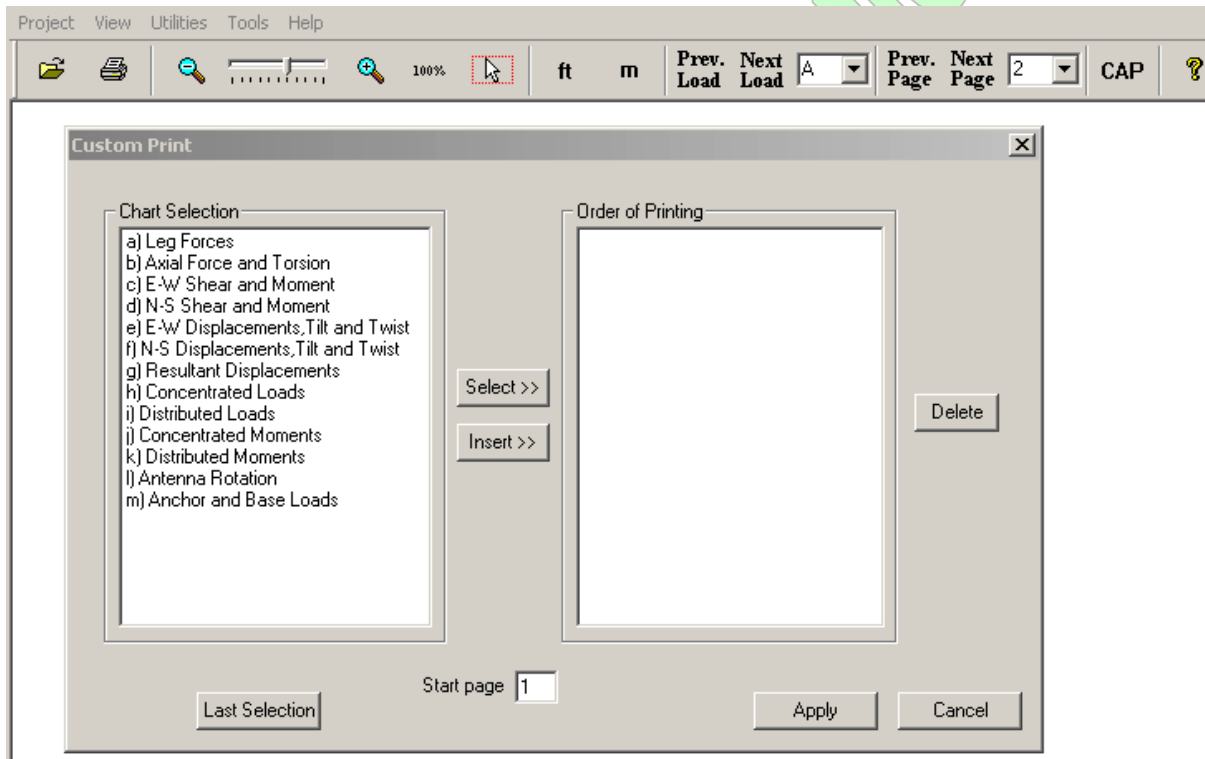 Project View Utilities Tools Help
100% ft m Prev. Load Next Load A Prev. Page Next Page 2 CAP ?
Custom Print
Chart Selection
a) Leg Forces
b) Axial Force and Torsion
c) E-W Shear and Moment
d) N-S Shear and Moment
e) E-W Displacements,Tilt and Twist
f) N-S Displacements,Tilt and Twist
g) Resultant Displacements
h) Concentrated Loads
i) Distributed Loads
j) Concentrated Moments
k) Distributed Moments
l) Antenna Rotation
m) Anchor and Base Loads
Select >>
Insert >>
Order of Printing
Delete
Start page 1
Last Selection
Apply
Cancel